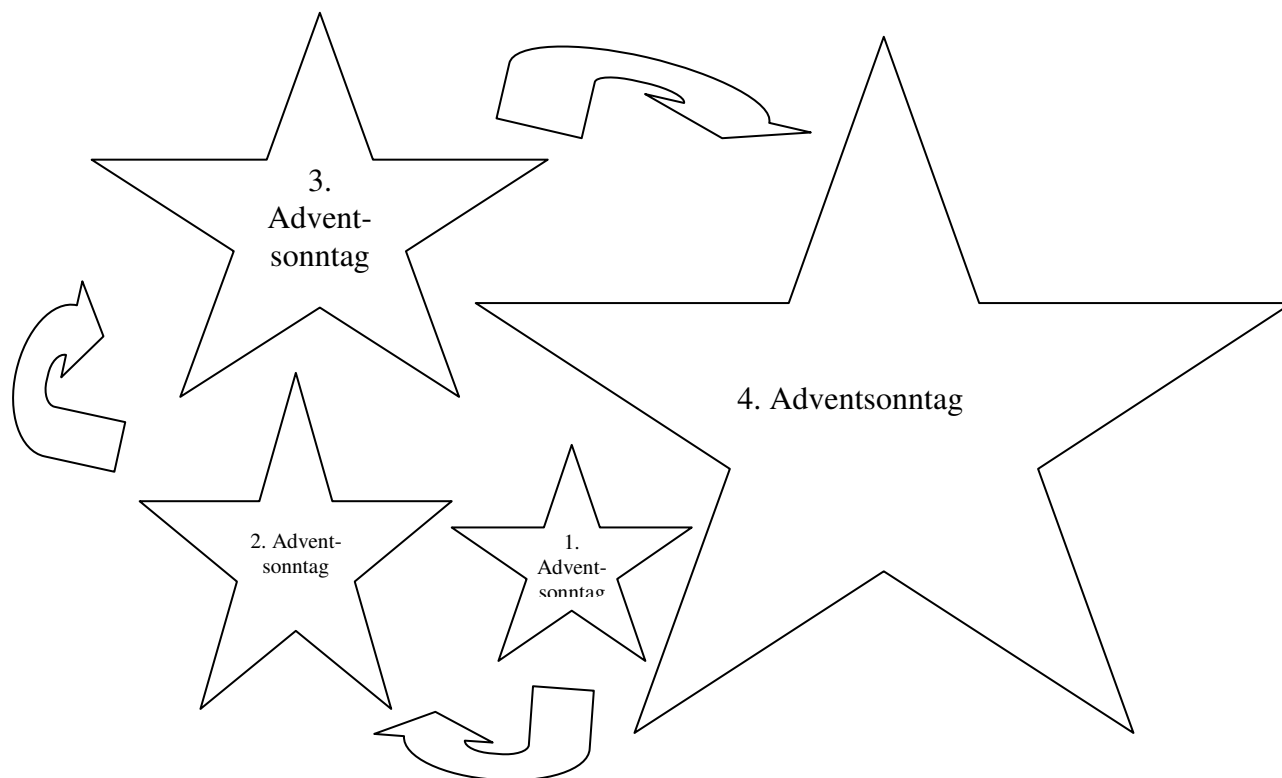 3.
Advent-
sonntag
4. Adventsonntag
2. Advent-
sonntag
1.
Advent-
sonntag